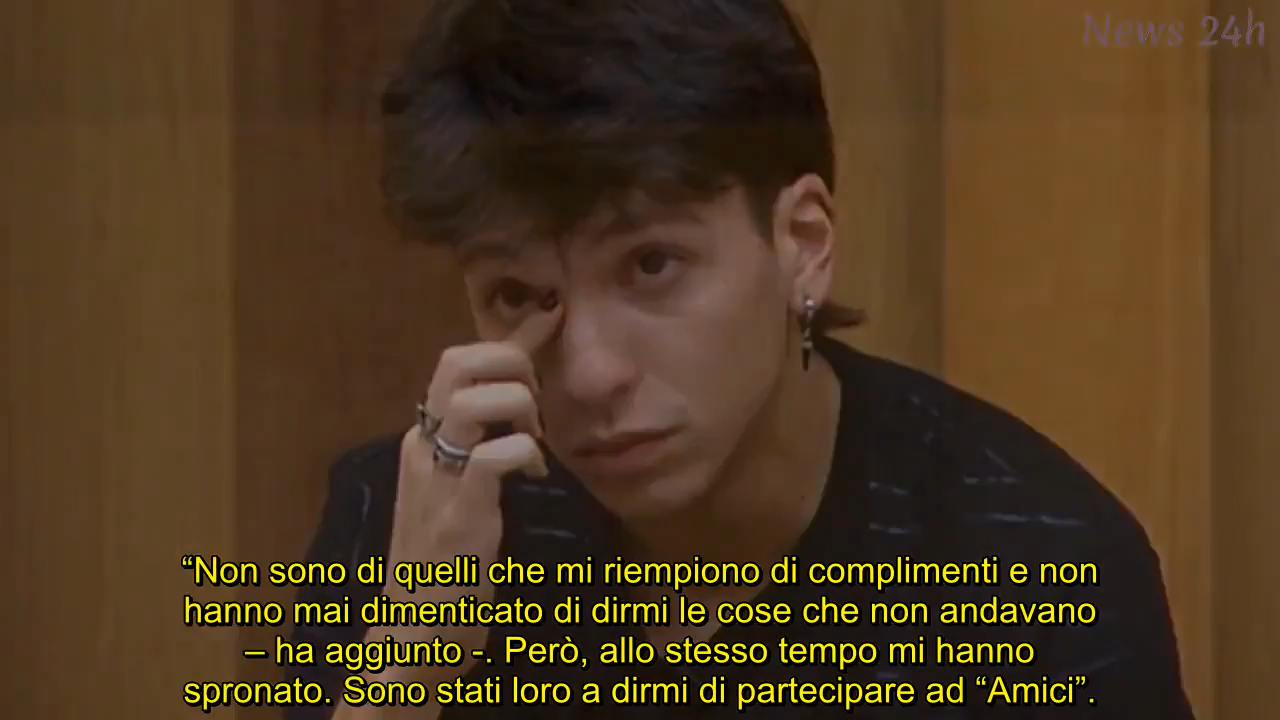 News 24h
“Non sono di quelli che mi riempiono di complimenti e non
hanno mai dimenticato di dirmi le cose che non andavano
– ha aggiunto -. Però, allo stesso tempo mi hanno
spronato. Sono stati loro a dirmi di partecipare ad “Amici”.